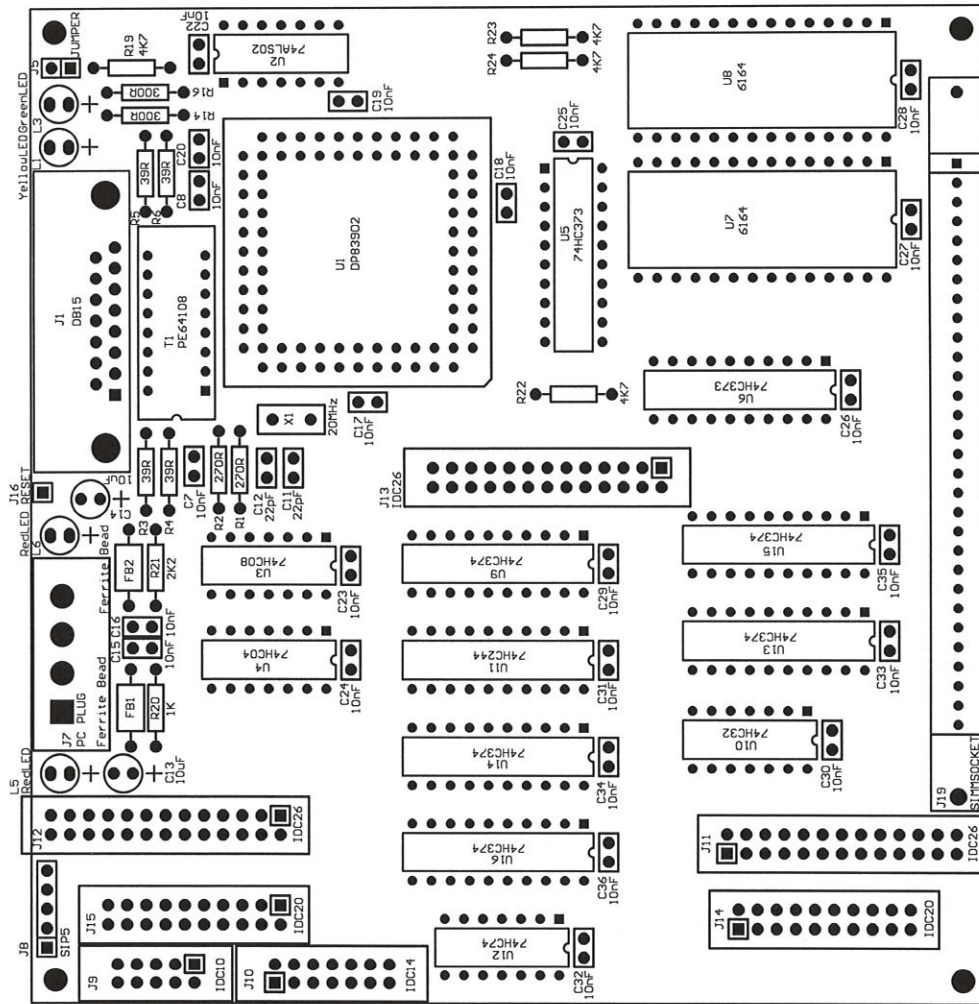 J5
JUMPER
R19
4K7
C22
10nF
U2
74ALS02
R23
4K7
R24
4K7
U8
6164
C28
10nF
YellowLED
GreenLED
L1
L3
300R
R16
300R
R14
C19
10nF
C20
10nF
C8
10nF
39R
R5
39R
R6
C18
10nF
C25
10nF
U5
74HC373
U7
6164
C27
10nF
J1
DB15
T1
PE64108
U1
DP83902
R22
4K7
U6
74HC373
C26
10nF
X1
20MHz
C17
10nF
J16
RESET
RedLED
L6
10uF
C14
39R
R3
39R
R4
C7
10nF
270R
R2
270R
R1
C12
22pF
C11
22pF
J13
IDC26
Ferrite Bead
FB2
R21
2K2
C16
10nF
C15
10nF
U3
74HC08
C23
10nF
U9
74HC374
C29
10nF
U15
74HC374
C35
10nF
J7
PC PLUG
Ferrite Bead
FB1
R20
1K
U4
74HC04
C24
10nF
U11
74HC244
C31
10nF
U13
74HC374
C33
10nF
L5
RedLED
C13
10uF
U14
74HC374
C34
10nF
U10
74HC32
C30
10nF
J19
SIMMSOCKET
J12
IDC26
U16
74HC374
C36
10nF
J11
IDC26
J8
SIP5
J15
IDC20
J14
IDC20
J9
IDC10
J10
IDC14
U12
74HC74
C32
10nF